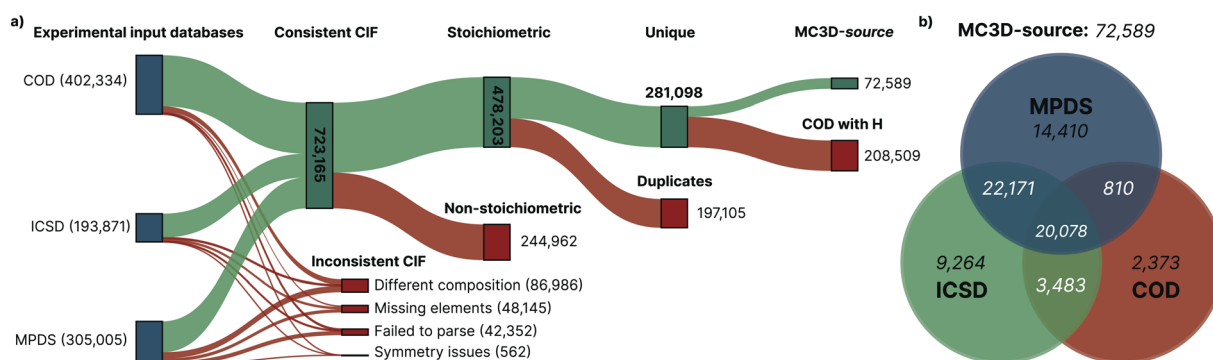 a)
Experimental input databases
Consistent CIF
Stoichiometric
Unique
MC3D-source
COD (402,334)
723,165
478,203
281,098
72,589
COD with H
208,509
Duplicates
197,105
ICSD (193,871)
Non-stoichiometric
244,962
Inconsistent CIF
Different composition (86,986)
Missing elements (48,145)
Failed to parse (42,352)
Symmetry issues (562)
MPDS (305,005)
b)
MC3D-source: 72,589
MPDS
14,410
22,171
810
20,078
9,264
ICSD
3,483
2,373
COD